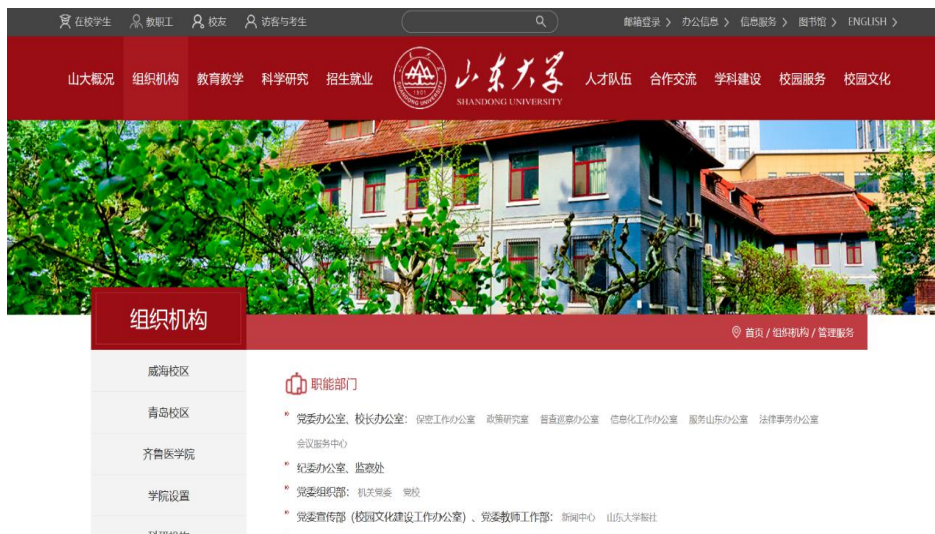 在校学生 教职工 校友 访客与考生 邮箱登录 > 办公信息 > 信息服务 > 图书馆 > ENGLISH >
山大概况 组织机构 教育教学 科学研究 招生就业 山东大学 人才队伍 合作交流 学科建设 校园服务 校园文化
1901
SHANDONG UNIVERSITY
组织机构
首页 / 组织机构 / 管理服务
威海校区
青岛校区
齐鲁医学院
学院设置
科研机构
职能部门
党委办公室、校长办公室： 保密工作办公室 政策研究室 督查巡察办公室 信息化工作办公室 服务山东办公室 法律事务办公室
会议服务中心
纪委办公室、监察处
党委组织部： 机关党委 党校
党委宣传部（校园文化建设工作办公室）、党委教师工作部： 新闻中心 山东大学报社